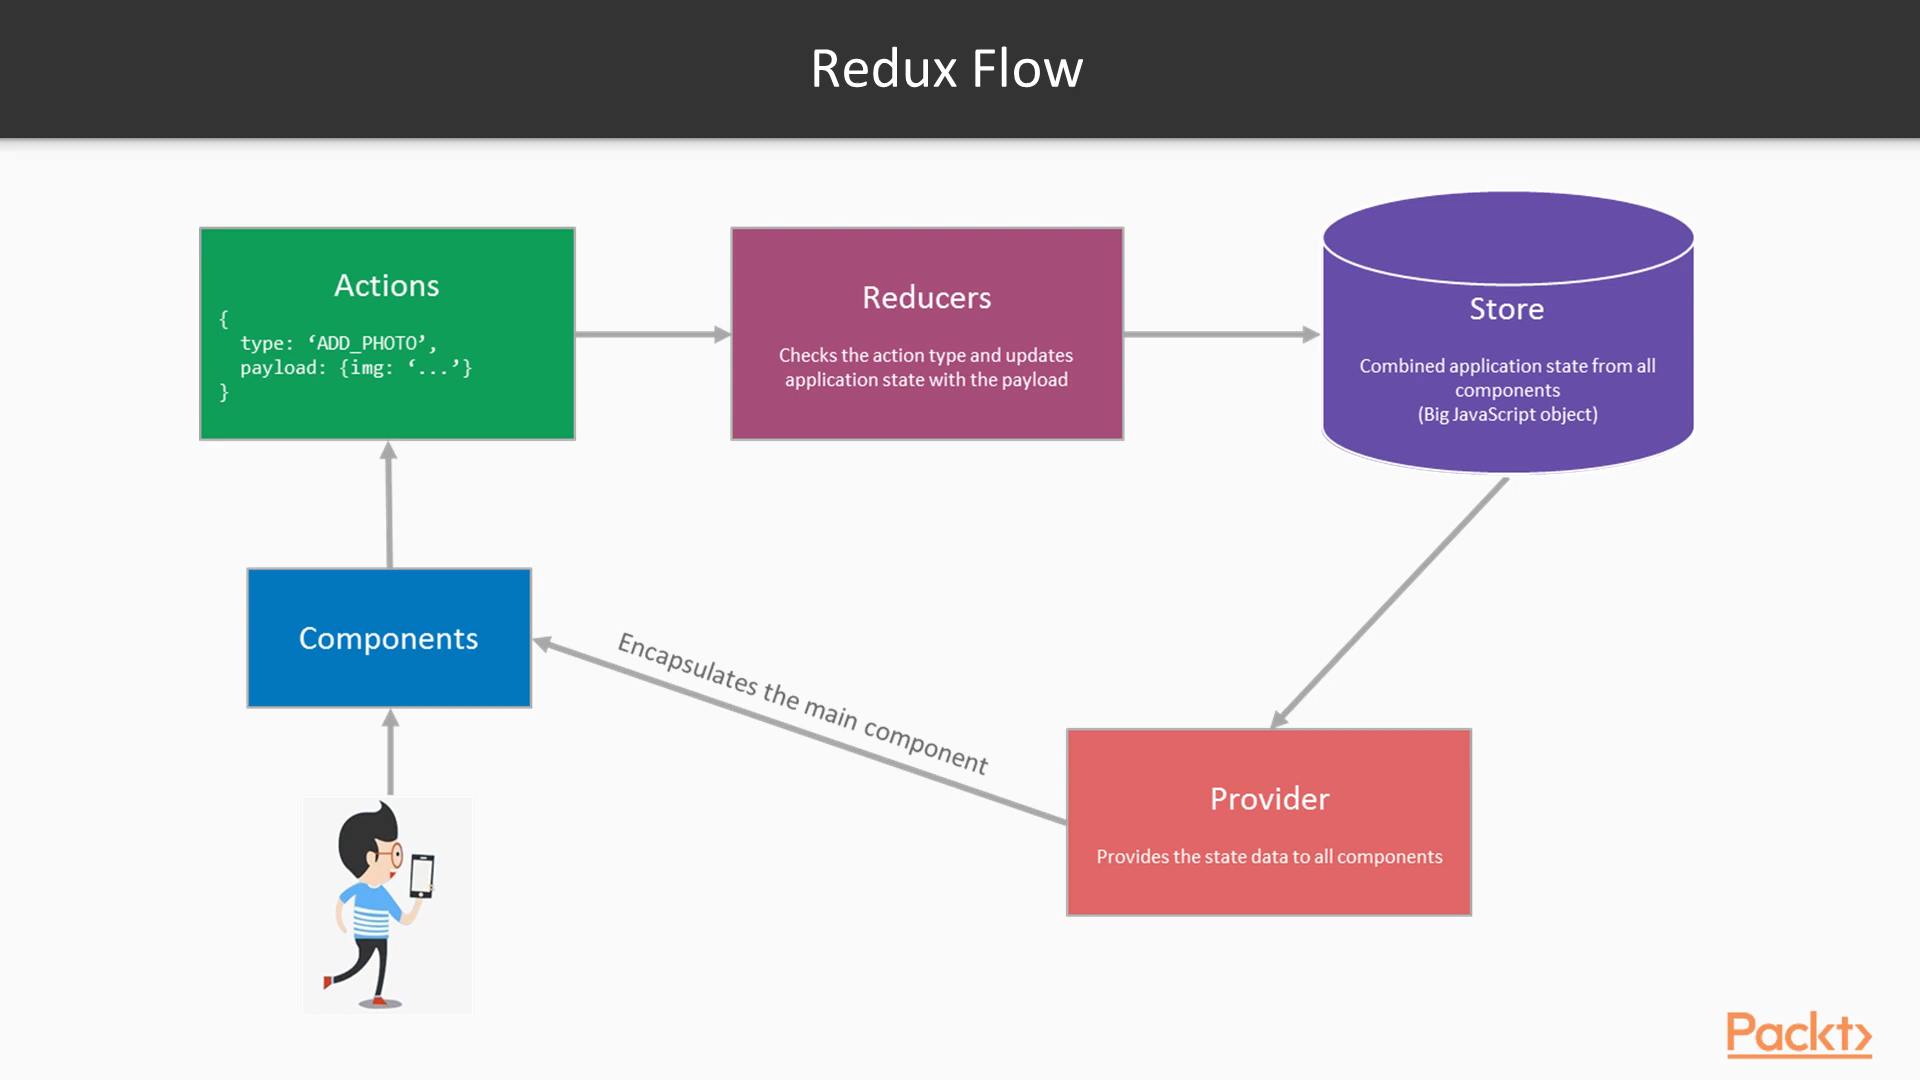 Redux Flow
Actions
{
type: ‘ADD_PHOTO’,
payload: {img: ‘...’}
}
Reducers
Checks the action type and updates
application state with the payload
Store
Combined application state from all
components
(Big JavaScript object)
Components
Encapsulates the main component
Provider
Provides the state data to all components
Packt>